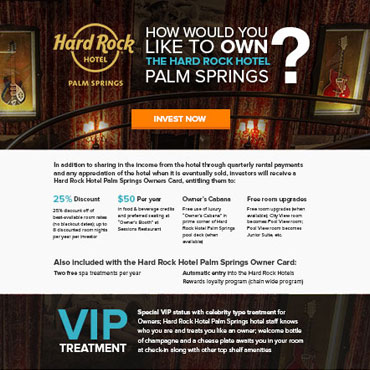 Hard Rock
HOTEL
PALM SPRINGS
HOW WOULD YOU
LIKE TO OWN
THE HARD ROCK HOTEL
PALM SPRINGS
?
INVEST NOW
In addition to sharing in the income from the hotel through quarterly rental payments
and any appreciation of the hotel when it is eventually sold, investors will receive a
Hard Rock Hotel Palm Springs Owners Card, entitling them to:
25% Discount
25% discount off of
best-available room rates
(no blackout dates); up to
8 discounted room nights
per year per investor
$50 Per year
in food & beverage credits
and preferred seating at
"Owner's Booth" at
Sessions Restaurant
Owner's Cabana
Free use of luxury
"Owner's Cabana" in
prime corner of Hard
Rock Hotel Palm Springs
pool deck (when
available)
Free room upgrades
Free room upgrades (when
available); City View room
becomes Pool View room;
Pool View room becomes
Junior Suite, etc.
Also included with the Hard Rock Hotel Palm Springs Owner Card:
Two free spa treatments per year
Automatic entry into the Hard Rock Hotels
Rewards loyalty program (chain wide program)
VIP
TREATMENT
Special VIP status with celebrity type treatment for
Owners; Hard Rock Palm Springs hotel staff knows
who you are and treats you like an owner; welcome bottle
of champagne and a cheese plate awaits you in your room
at check-in along with other top shelf amenities